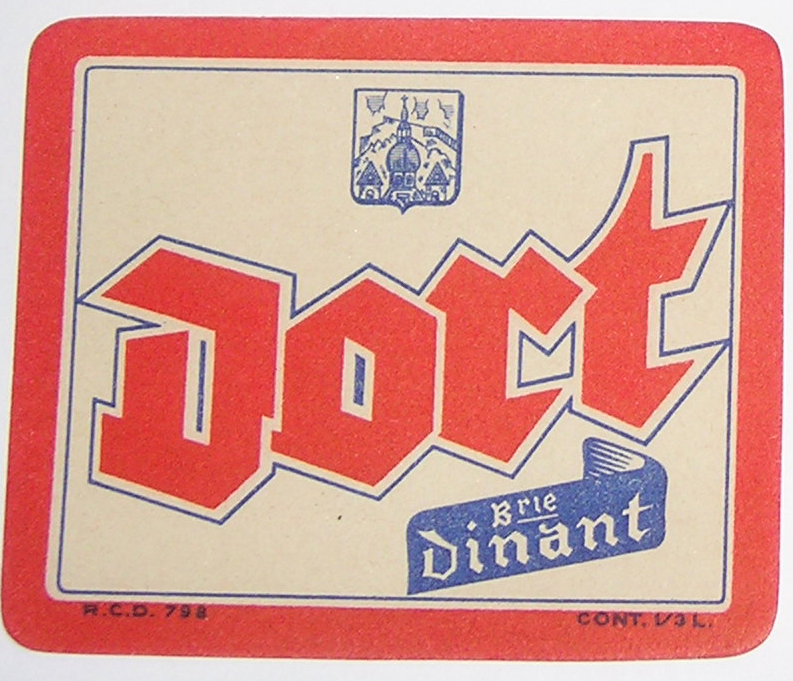 Dort
Brie
Dinant
R.C.D. 798
CONT. 1/3 L.